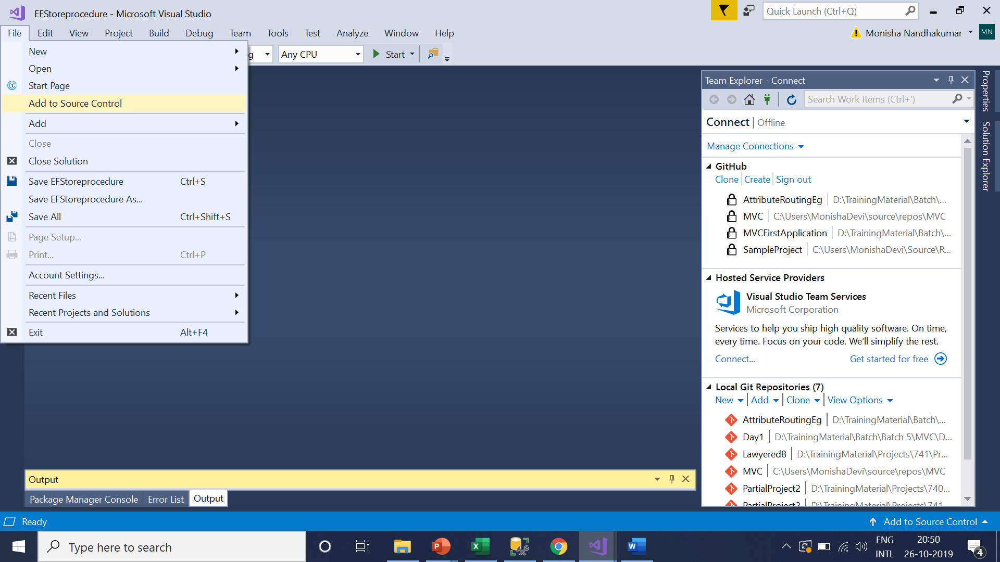 EFStoreprocedure - Microsoft Visual Studio
Quick Launch (Ctrl+Q)
File Edit View Project Build Debug Team Tools Test Analyze Window Help
Monisha Nandhakumar MN
g Any CPU Start
New
Open
Start Page
Add to Source Control
Add
Close
Close Solution
Save EFStoreprocedure Ctrl+S
Save EFStoreprocedure As...
Save All Ctrl+Shift+S
Page Setup...
Print... Ctrl+P
Account Settings...
Recent Files
Recent Projects and Solutions
Exit Alt+F4
Team Explorer - Connect
Search Work Items (Ctrl+')
Connect | Offline
Manage Connections
GitHub
Clone Create Sign out
AttributeRoutingEg D:\TrainingMaterial\Batch\...
MVC C:\Users\MonishaDevi\source\repos\MVC
MVCFirstApplication D:\TrainingMaterial\Batch\...
SampleProject C:\Users\MonishaDevi\Source\R...
Hosted Service Providers
Visual Studio Team Services
Microsoft Corporation
Services to help you ship high quality software. On time,
every time. Focus on your code. We'll simplify the rest.
Connect... Get started for free
Local Git Repositories (7)
New Add Clone View Options
AttributeRoutingEg D:\TrainingMaterial\Batch\...
Day1 D:\TrainingMaterial\Batch\Batch 5\MVC\D...
Lawyered8 D:\TrainingMaterial\Projects\741\Pr...
MVC C:\Users\MonishaDevi\source\repos\MVC
PartialProject2 D:\TrainingMaterial\Projects\740...
PartialProject2 D:\TrainingMaterial\Projects\741...
Properties
Solution Explorer
Output
Package Manager Console Error List Output
Ready
Add to Source Control
Type here to search
ENG
INTL
20:50
26-10-2019
4